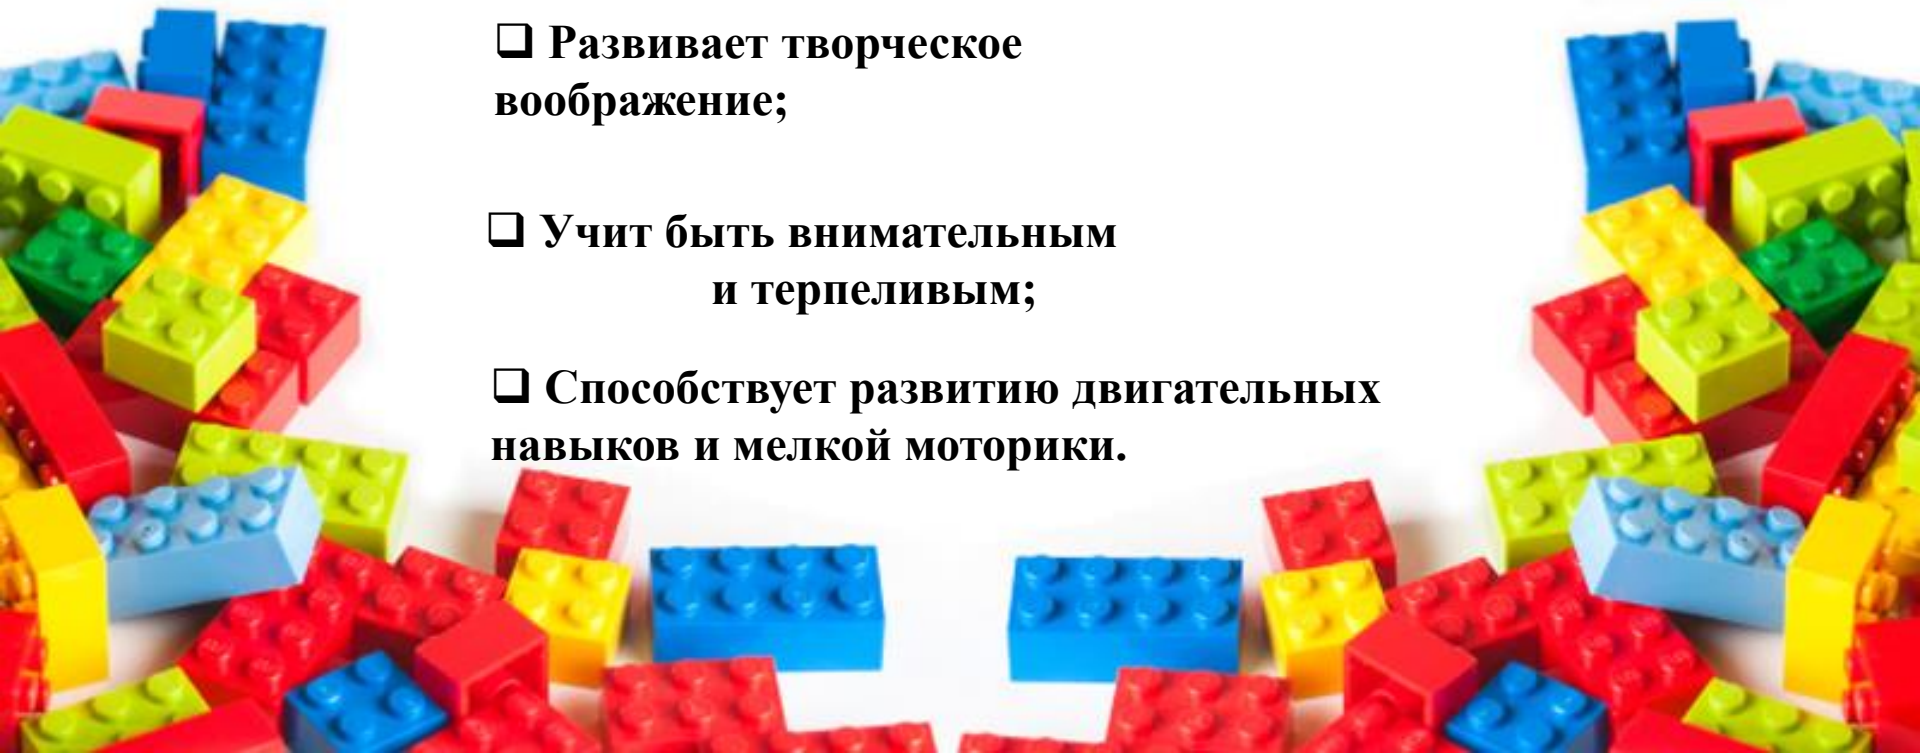 ❑ Развивает творческое
воображение;
❑ Учит быть внимательным
и терпеливым;
❑ Способствует развитию двигательных
навыков и мелкой моторики.